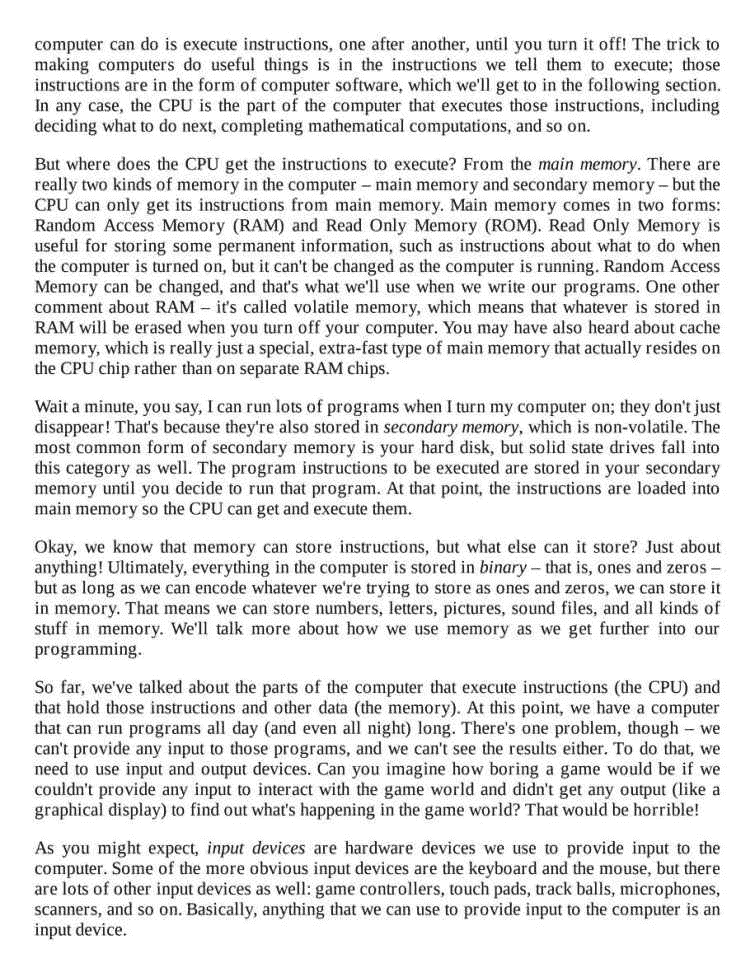 computer can do is execute instructions, one after another, until you turn it off! The trick to
making computers do useful things is in the instructions we tell them to execute; those
instructions are in the form of computer software, which we'll get to in the following section.
In any case, the CPU is the part of the computer that executes those instructions, including
deciding what to do next, completing mathematical computations, and so on.
But where does the CPU get the instructions to execute? From the main memory. There are
really two kinds of memory in the computer – main memory and secondary memory – but the
CPU can only get its instructions from main memory. Main memory comes in two forms:
Random Access Memory (RAM) and Read Only Memory (ROM). Read Only Memory is
useful for storing some permanent information, such as instructions about what to do when
the computer is turned on, but it can't be changed as the computer is running. Random Access
Memory can be changed, and that's what we'll use when we write our programs. One other
comment about RAM – it's called volatile memory, which means that whatever is stored in
RAM will be erased when you turn off your computer. You may have also heard about cache
memory, which is really just a special, extra-fast type of main memory that actually resides on
the CPU chip rather than on separate RAM chips.
Wait a minute, you say, I can run lots of programs when I turn my computer on; they don't just
disappear! That's because they're also stored in secondary memory, which is non-volatile. The
most common form of secondary memory is your hard disk, but solid state drives fall into
this category as well. The program instructions to be executed are stored in your secondary
memory until you decide to run that program. At that point, the instructions are loaded into
main memory so the CPU can get and execute them.
Okay, we know that memory can store instructions, but what else can it store? Just about
anything! Ultimately, everything in the computer is stored in binary – that is, ones and zeros –
but as long as we can encode whatever we're trying to store as ones and zeros, we can store it
in memory. That means we can store numbers, letters, pictures, sound files, and all kinds of
stuff in memory. We'll talk more about how we use memory as we get further into our
programming.
So far, we've talked about the parts of the computer that execute instructions (the CPU) and
that hold those instructions and other data (the memory). At this point, we have a computer
that can run programs all day (and even all night) long. There's one problem, though – we
can't provide any input to those programs, and we can't see the results either. To do that, we
need to use input and output devices. Can you imagine how boring a game would be if we
couldn't provide any input to interact with the game world and didn't get any output (like a
graphical display) to find out what's happening in the game world? That would be horrible!
As you might expect, input devices are hardware devices we use to provide input to the
computer. Some of the more obvious input devices are the keyboard and the mouse, but there
are lots of other input devices as well: game controllers, touch pads, track balls, microphones,
scanners, and so on. Basically, anything that we can use to provide input to the computer is an
input device.